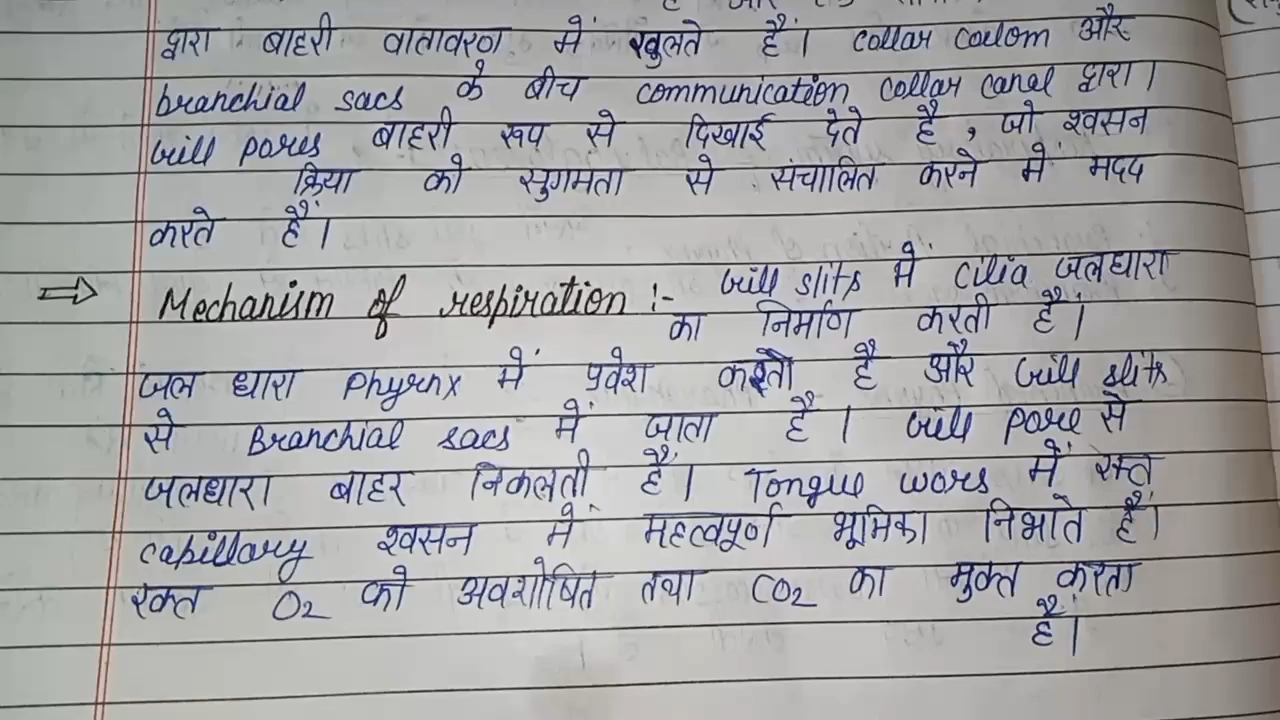 द्वारा बाहरी वातावरण में खुलते हैं। collar coelom और
branchial sacs के बीच communication collar canal द्वारा।
Gill pores बाहरी रूप से दिखाई देते है, जो श्वसन
क्रिया को सुगमता से संचालित करने में मदद
करते हैं।
⇒ Mechanism of respiration :- Gill slits में cilia जलधारा
का निर्माण करती है।
जल धारा Phyrnx में प्रवेश करती है और Gill slits
से Branchial sacs में जाता है। Gill pore से
जलधारा बाहर निकलती है। Tongue wors में रक्त
capillary श्वसन में महत्वपूर्ण भूमिका निभाते हैं।
रक्त O2 को अवशोषित तथा CO2 का मुक्त करता
है।